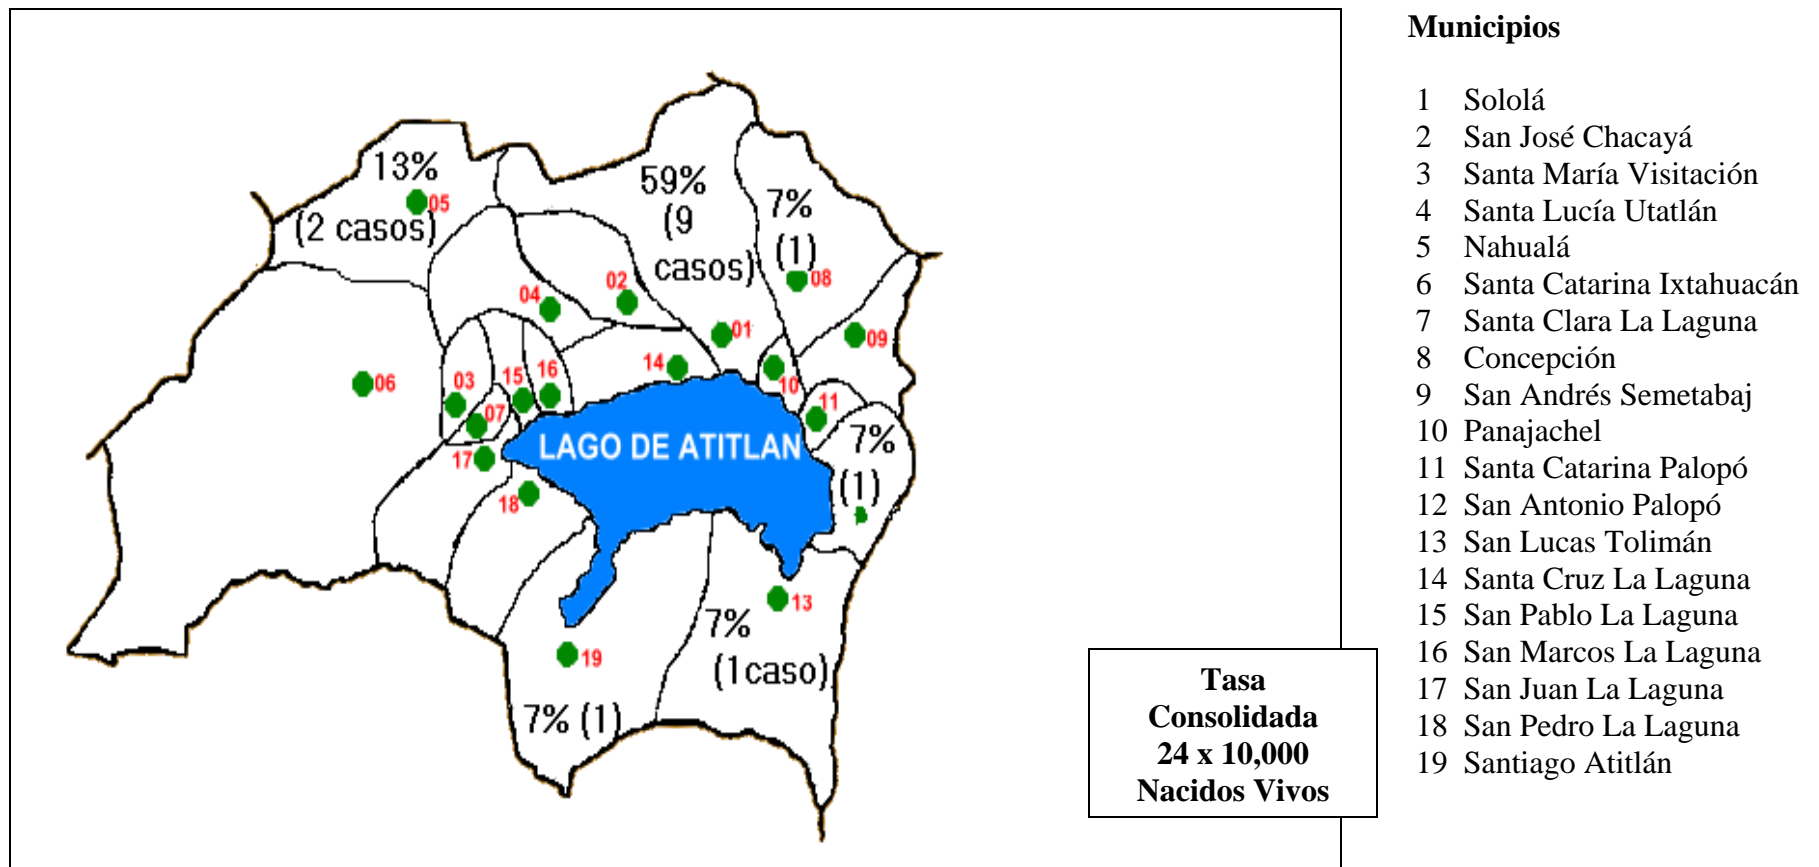 Municipios
1 Sololá
2 San José Chacayá
3 Santa María Visitación
4 Santa Lucía Utatlán
5 Nahualá
6 Santa Catarina Ixtahuacán
7 Santa Clara La Laguna
8 Concepción
9 San Andrés Semetabaj
10 Panajachel
11 Santa Catarina Palopó
12 San Antonio Palopó
13 San Lucas Tolimán
14 Santa Cruz La Laguna
15 San Pablo La Laguna
16 San Marcos La Laguna
17 San Juan La Laguna
18 San Pedro La Laguna
19 Santiago Atitlán
13%
05
(2 casos)
59%
(9
casos)
7%
(1)
08
02
04
01
09
14
16
15
10
03
06
07
11
7%
(1)
LAGO DE ATITLAN
17
18
13
7%
(1caso)
19
7% (1)
Tasa
Consolidada
24 x 10,000
Nacidos Vivos